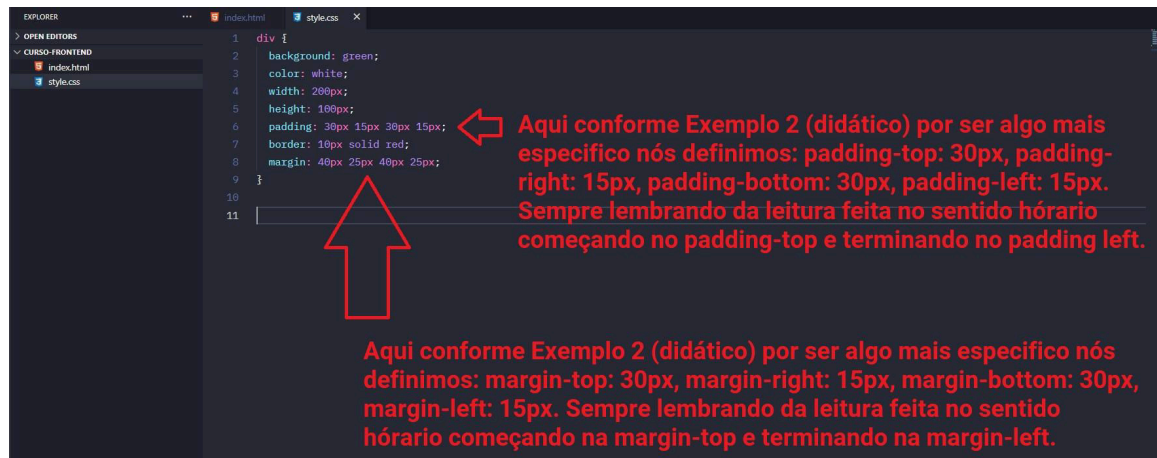 EXPLORER ...
index.html style.css ×
> OPEN EDITORS
CURSO-FRONTEND
index.html
style.css
1 div {
2 background: green;
3 color: white;
4 width: 200px;
5 height: 100px;
6 padding: 30px 15px 30px 15px;
7 border: 10px solid red;
8 margin: 40px 25px 40px 25px;
9 }
10
11
Aqui conforme Exemplo 2 (didático) por ser algo mais
especifico nós definimos: padding-top: 30px, padding-
right: 15px, padding-bottom: 30px, padding-left: 15px.
Sempre lembrando da leitura feita no sentido hórario
começando no padding-top e terminando no padding left.
Aqui conforme Exemplo 2 (didático) por ser algo mais especifico nós
definimos: margin-top: 30px, margin-right: 15px, margin-bottom: 30px,
margin-left: 15px. Sempre lembrando da leitura feita no sentido
hórario começando na margin-top e terminando na margin-left.